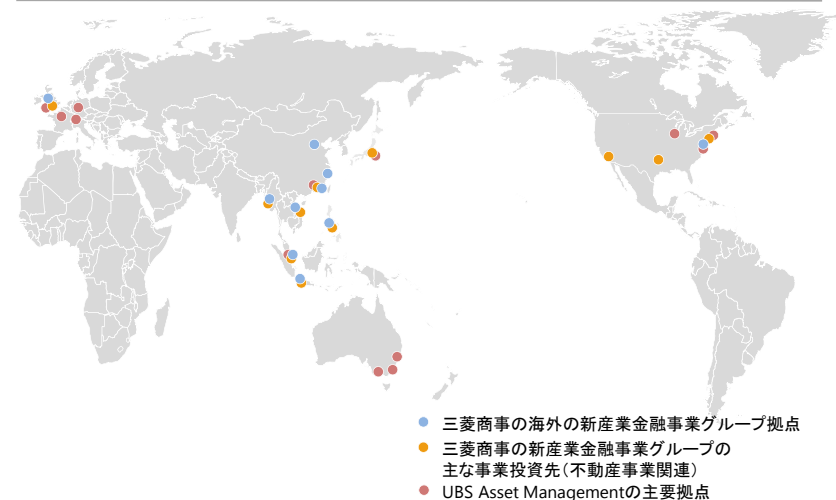 三菱商事の海外の新産業金融事業グループ拠点
三菱商事の新産業金融事業グループの
主な事業投資先（不動産事業関連）
UBS Asset Managementの主要拠点